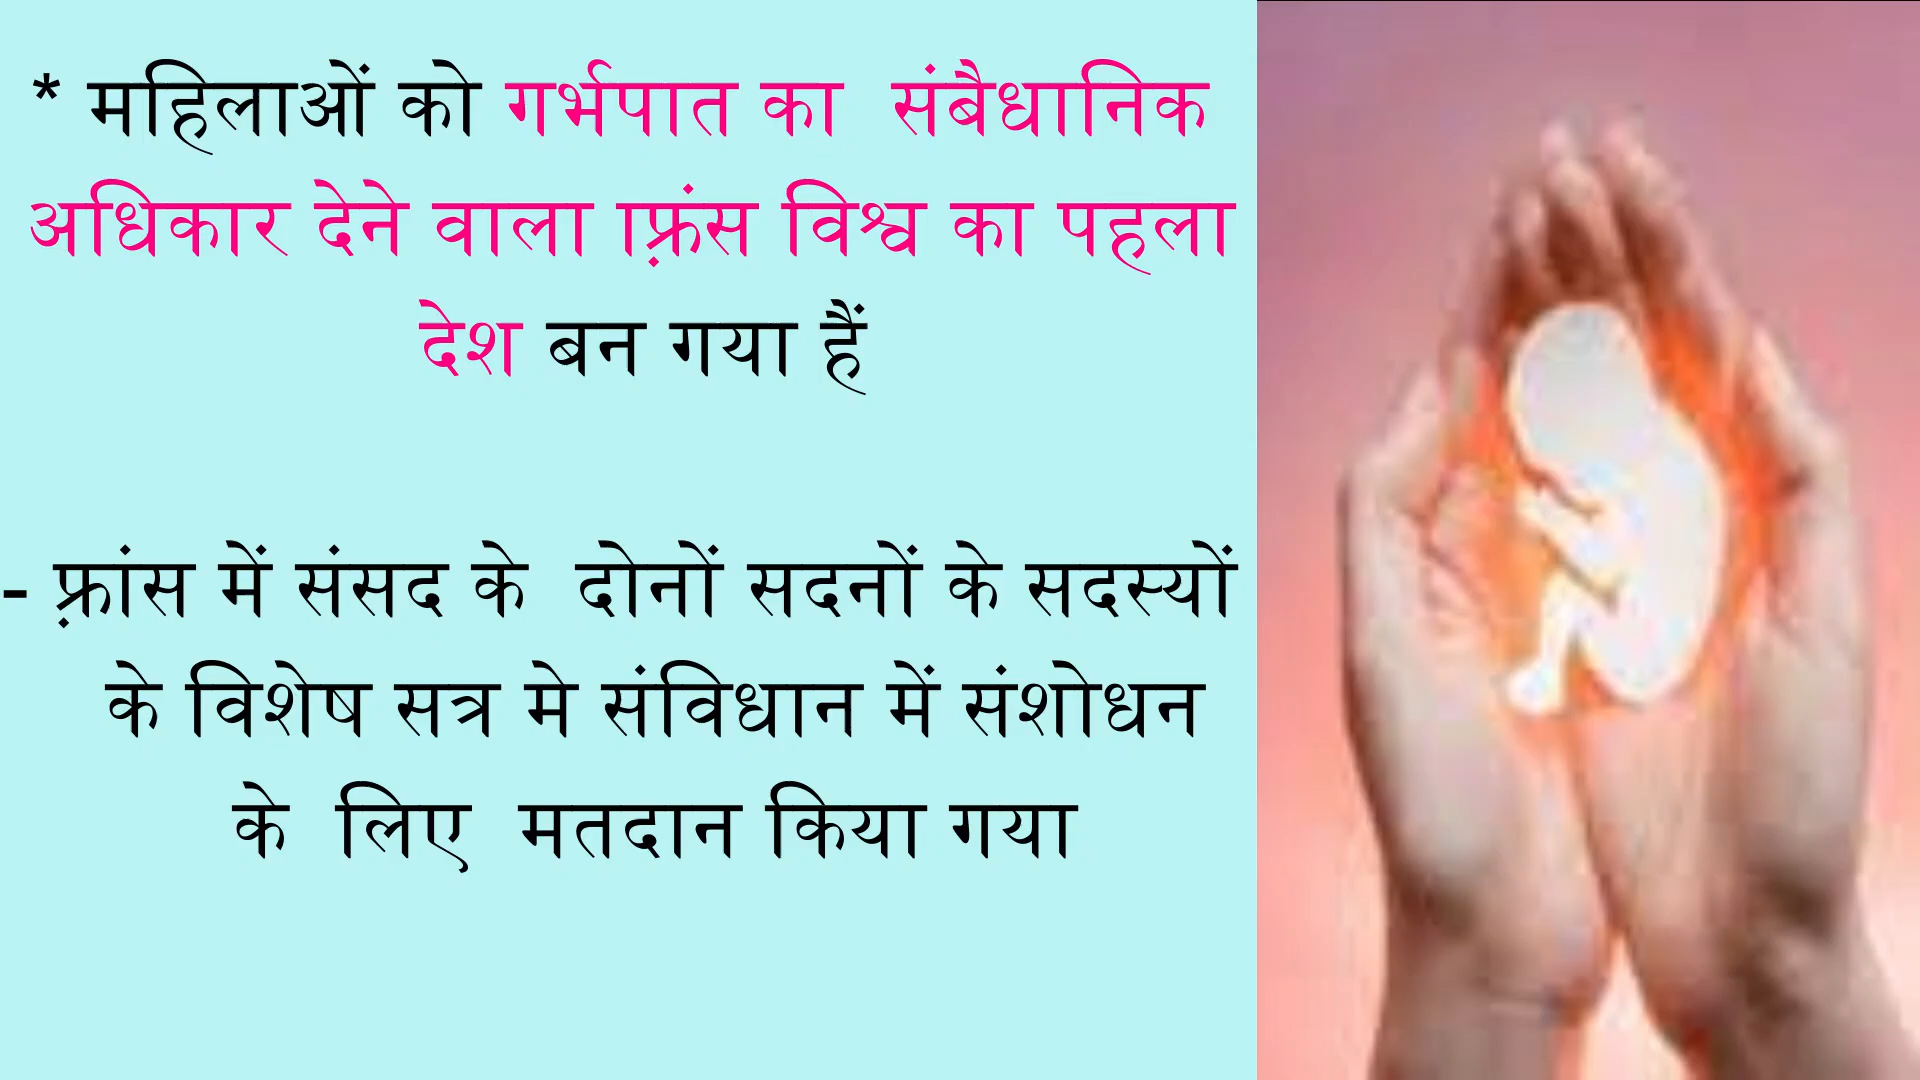 * महिलाओं को गर्भपात का संबैधानिक
अधिकार देने वाला ाफ़्रंस विश्व का पहला
देश बन गया हैं
- फ़्रांस में संसद के दोनों सदनों के सदस्यों
के विशेष सत्र मे संविधान में संशोधन
के लिए मतदान किया गया